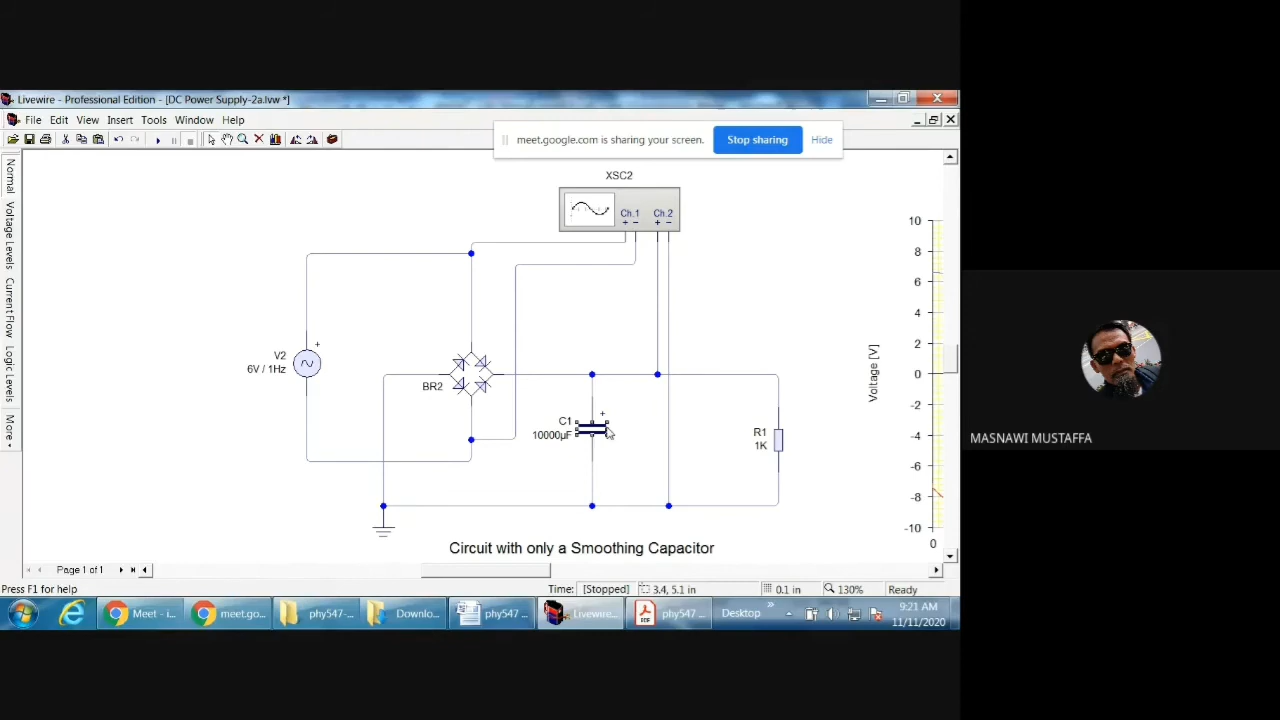 Livewire - Professional Edition - [DC Power Supply-2a.lvw *]
File Edit View Insert Tools Window Help
meet.google.com is sharing your screen. Stop sharing Hide
Normal
Voltage Levels
Current Flow
Logic Levels
More
XSC2
Ch.1 Ch.2
+ − + −
V2
6V / 1Hz
+
BR2
C1
10000µF
+
R1
1K
Voltage [V]
10
8
6
4
2
0
-2
-4
-6
-8
-10
0
Circuit with only a Smoothing Capacitor
MASNAWI MUSTAFFA
Page 1 of 1
Press F1 for help Time: [Stopped] 3.4, 5.1 in 0.1 in 130% Ready
Meet - i... meet.go... phy547 ... Downlo... phy547 ... Livewire... phy547 ... Desktop »
PDF
9:21 AM
11/11/2020